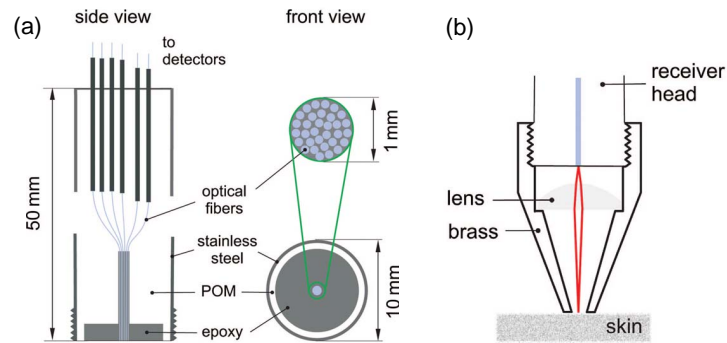 (a)
side view
front view
to
detectors
50 mm
optical
fibers
1 mm
stainless
steel
POM
epoxy
10 mm
(b)
receiver
head
lens
brass
skin